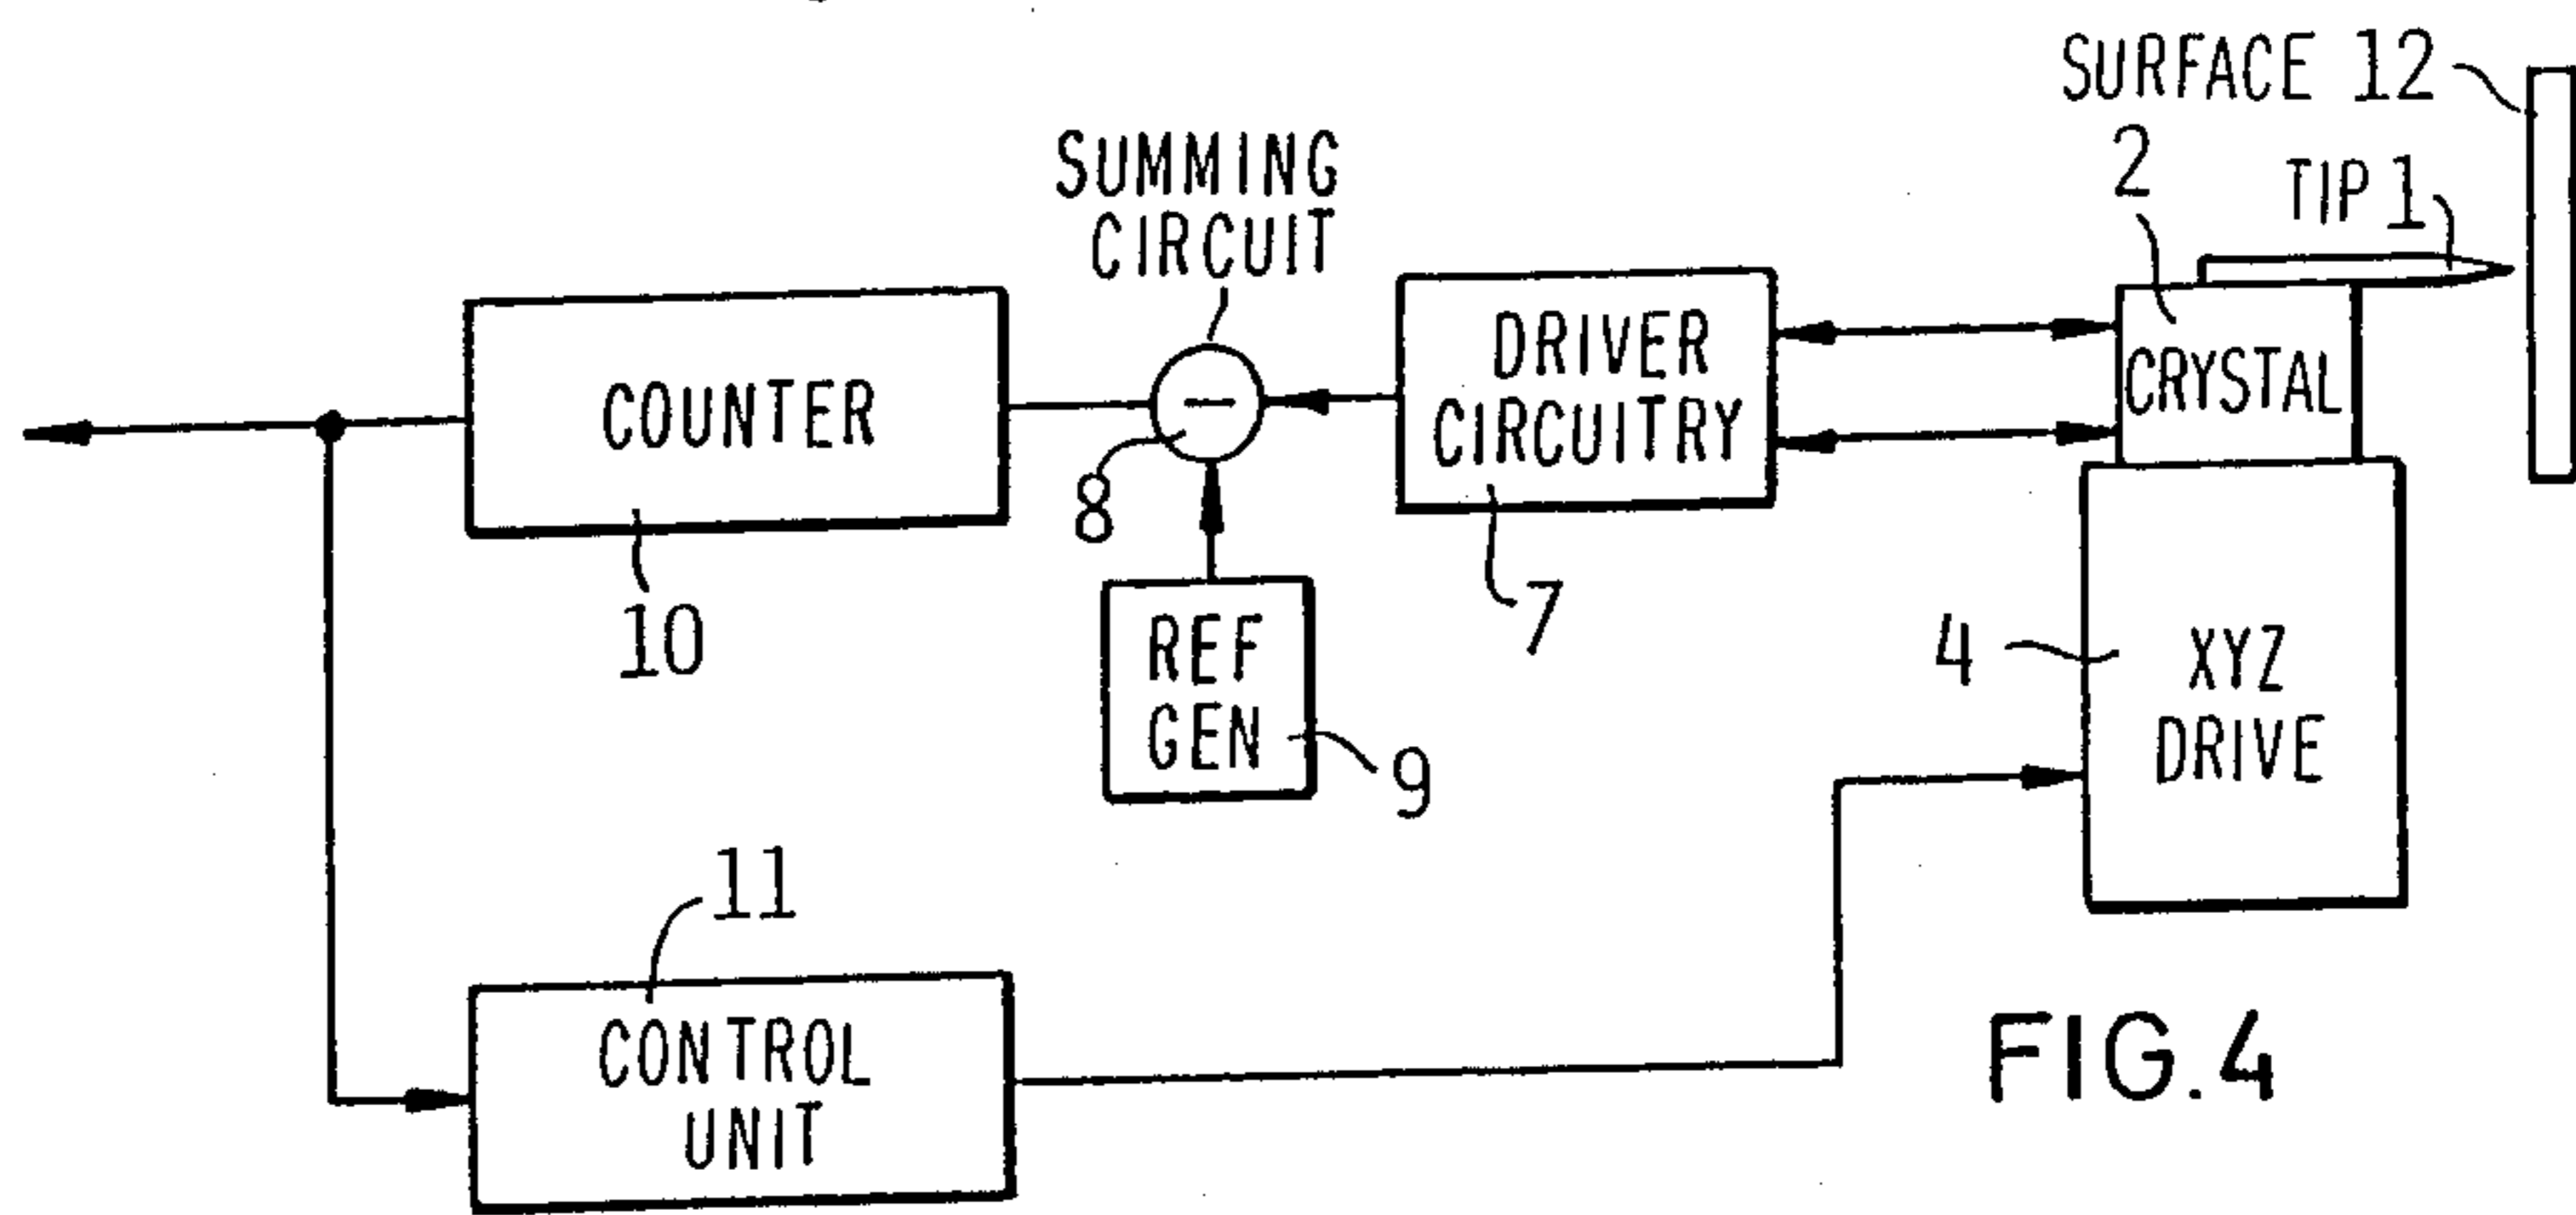 SURFACE 12
2
TIP 1
SUMMING
CIRCUIT
COUNTER
10
−
8
DRIVER
CIRCUITRY
7
CRYSTAL
REF
GEN
9
4
XYZ
DRIVE
11
CONTROL
UNIT
FIG. 4